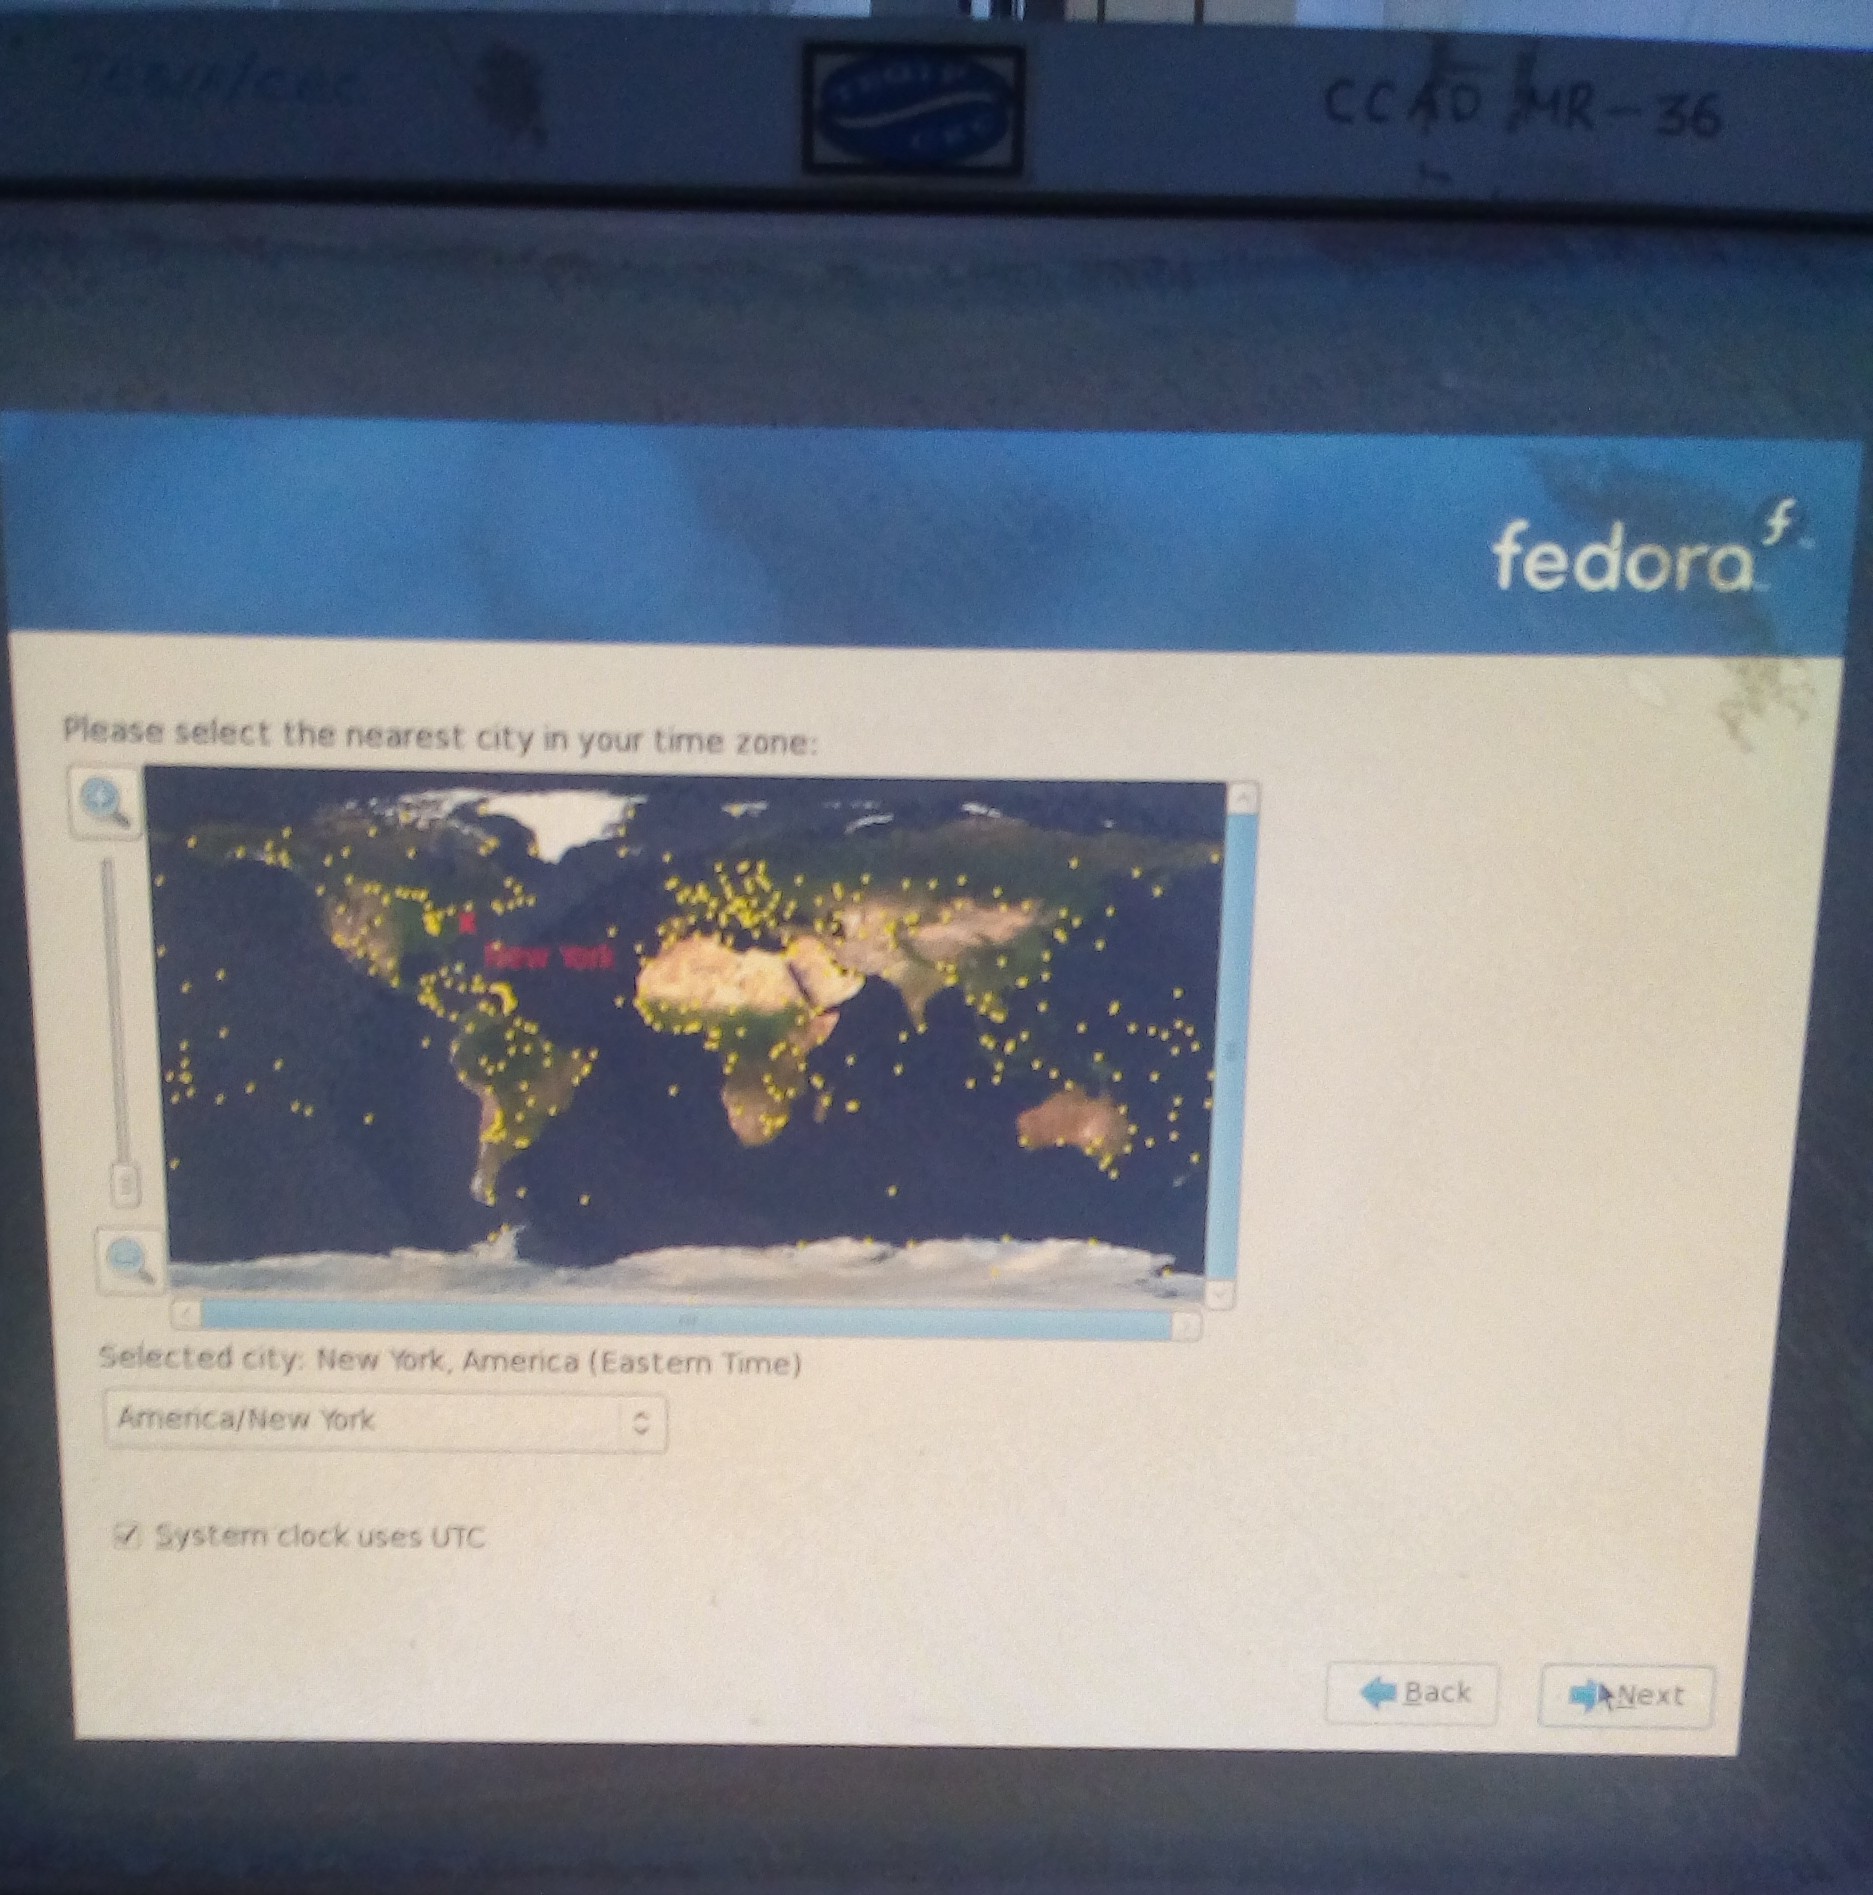 CCAD MR-36
fedora
Please select the nearest city in your time zone:
New York
Selected city: New York, America (Eastern Time)
America/New York
System clock uses UTC
Back
Next